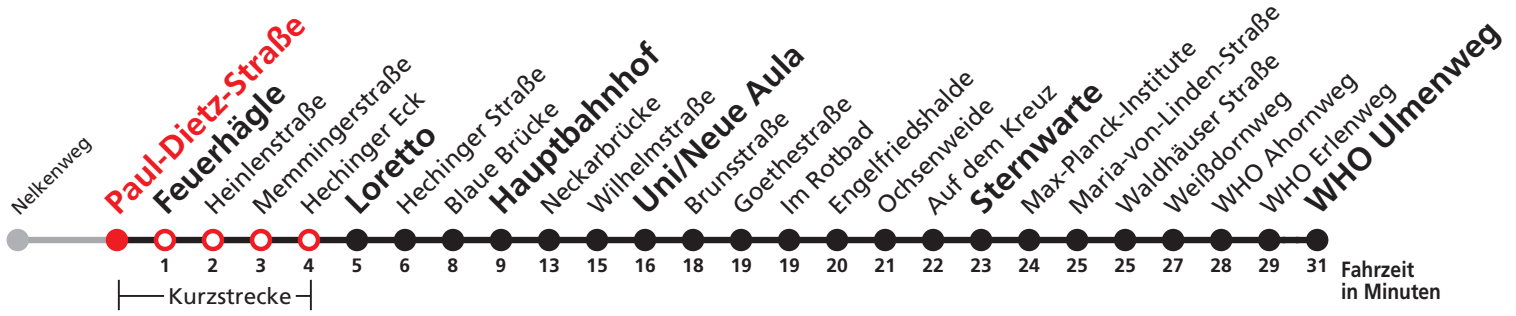 Nelkenweg
Paul-Dietz-Straße
Feuerhägle
Heinlenstraße
Memmingerstraße
Hechinger Eck
Loretto
Hechinger Straße
Blaue Brücke
Hauptbahnhof
Neckarbrücke
Wilhelmstraße
Uni/Neue Aula
Brunsstraße
Goethestraße
Im Rotbad
Engelfriedshalde
Ochsenweide
Auf dem Kreuz
Sternwarte
Max-Planck-Institute
Maria-von-Linden-Straße
Waldhäuser Straße
Weißdornweg
WHO Ahornweg
WHO Erlenweg
WHO Ulmenweg
1 2 3 4 5 6 8 9 13 15 16 18 19 19 20 21 22 23 24 25 25 27 28 29 31
Fahrzeit
in Minuten
Kurzstrecke